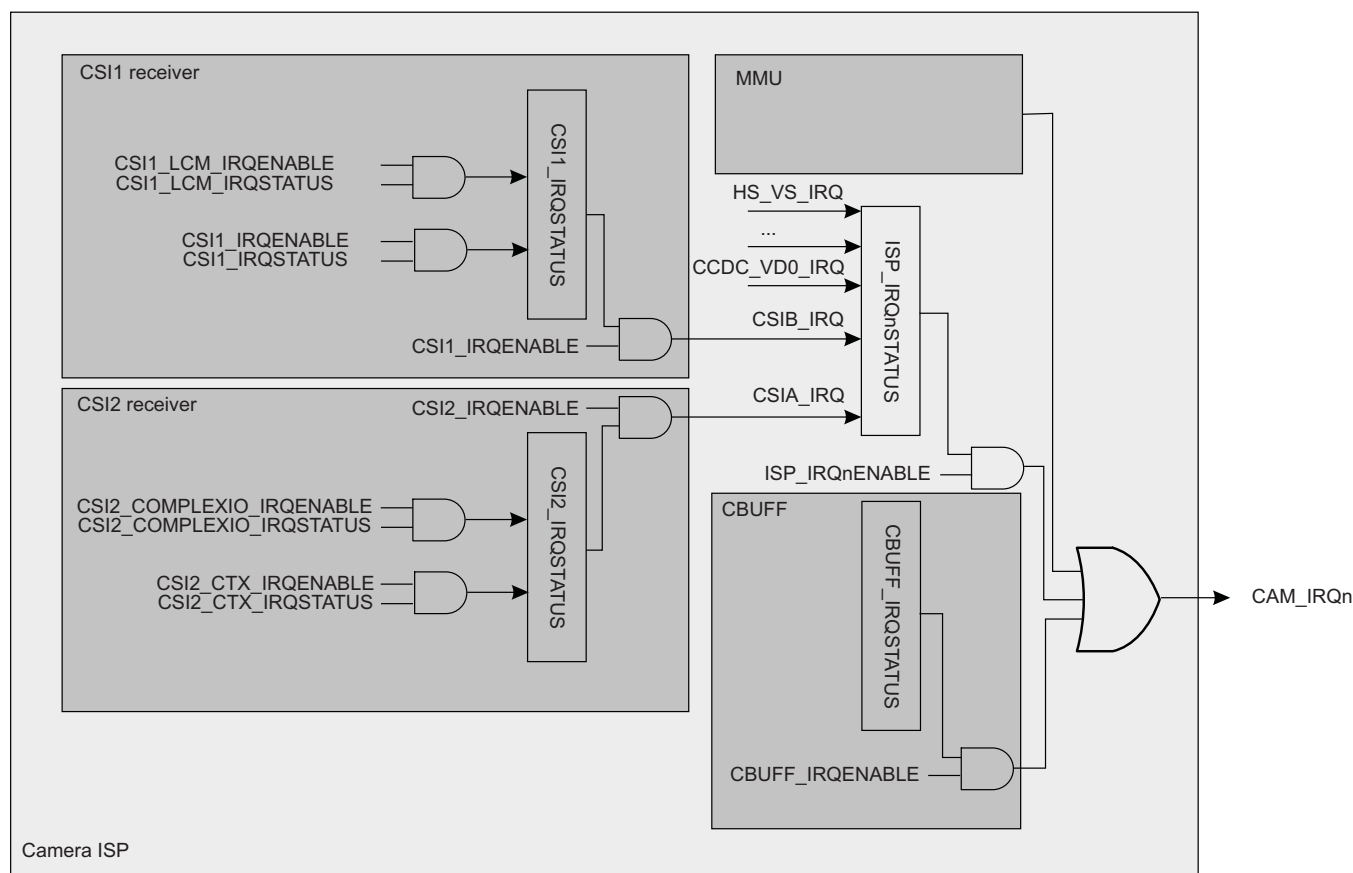 CSI1 receiver
CSI1_LCM_IRQENABLE
CSI1_LCM_IRQSTATUS
CSI1_IRQENABLE
CSI1_IRQSTATUS
CSI1_IRQSTATUS
CSI1_IRQENABLE
MMU
HS_VS_IRQ
...
CCDC_VD0_IRQ
CSIB_IRQ
CSIA_IRQ
ISP_IRQnSTATUS
ISP_IRQnENABLE
CSI2 receiver
CSI2_IRQENABLE
CSI2_COMPLEXIO_IRQENABLE
CSI2_COMPLEXIO_IRQSTATUS
CSI2_CTX_IRQENABLE
CSI2_CTX_IRQSTATUS
CSI2_IRQSTATUS
CBUFF
CBUFF_IRQSTATUS
CBUFF_IRQENABLE
CAM_IRQn
Camera ISP